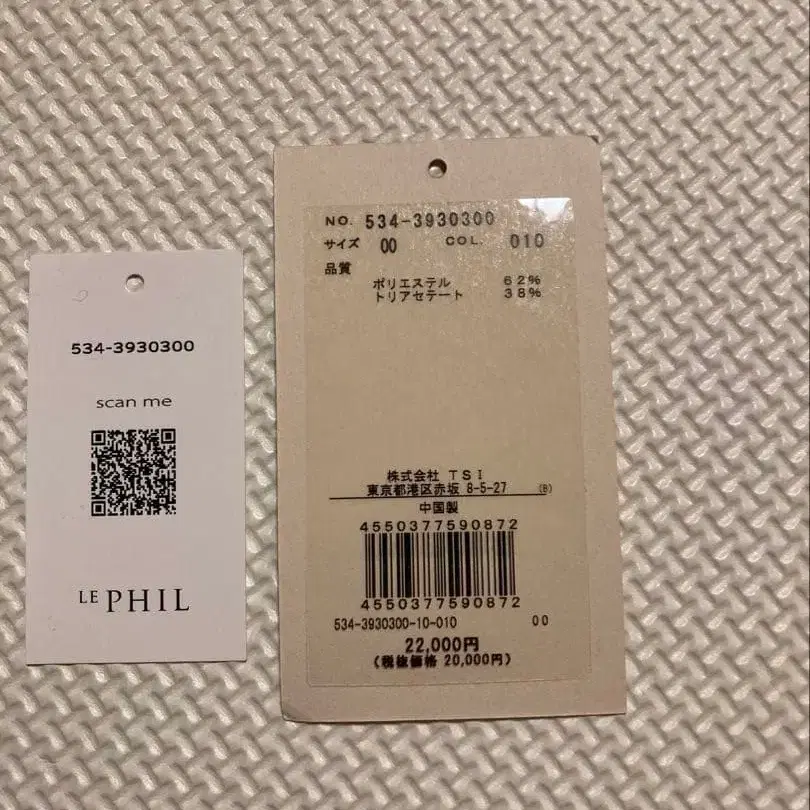 534-3930300
scan me
LE PHIL
NO. 534-3930300
サイズ 00 COL. 010
品質
ポリエステル 62%
トリアセテート 38%
株式会社 TSI
東京都港区赤坂 8-5-27 (B)
中国製
4550377590872
4550377590872
534-3930300-10-010 00
22,000円
(税抜価格 20,000円)